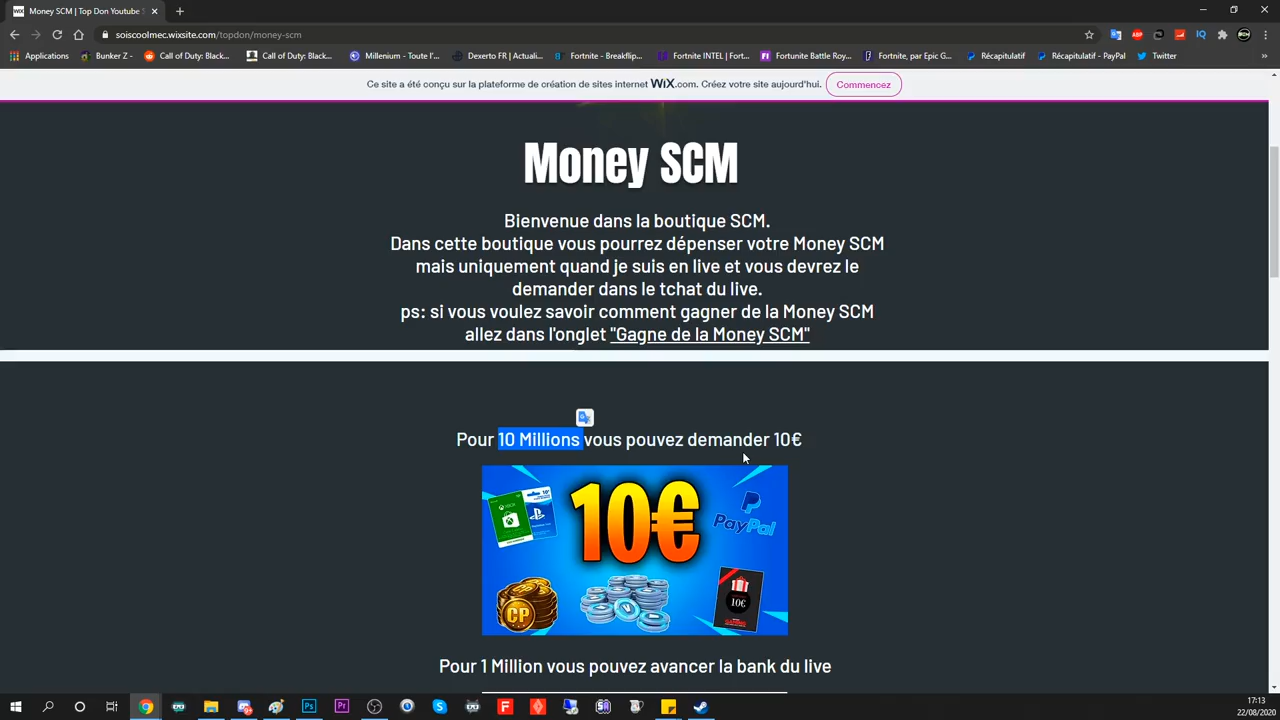 Money SCM | Top Don Youtube S
soiscoolmec.wixsite.com/topdon/money-scm
Applications
Bunker Z -
Call of Duty: Black...
Call of Duty: Black...
Millenium - Toute l'...
Dexerto FR | Actuali...
Fortnite - Breakflip...
Fortnite INTEL | Fort...
Fortunite Battle Roy...
Fortnite, par Epic G...
Récapitulatif
Récapitulatif - PayPal
Twitter
Ce site a été conçu sur la plateforme de création de sites internet WiX.com. Créez votre site aujourd'hui.
Commencez
Money SCM
Bienvenue dans la boutique SCM.
Dans cette boutique vous pourrez dépenser votre Money SCM
mais uniquement quand je suis en live et vous devrez le
demander dans le tchat du live.
ps: si vous voulez savoir comment gagner de la Money SCM
allez dans l'onglet "Gagne de la Money SCM"
Pour 10 Millions vous pouvez demander 10€
10€
PayPal
XBOX
CP
V
10€
Pour 1 Million vous pouvez avancer la bank du live
17:13
22/08/2020